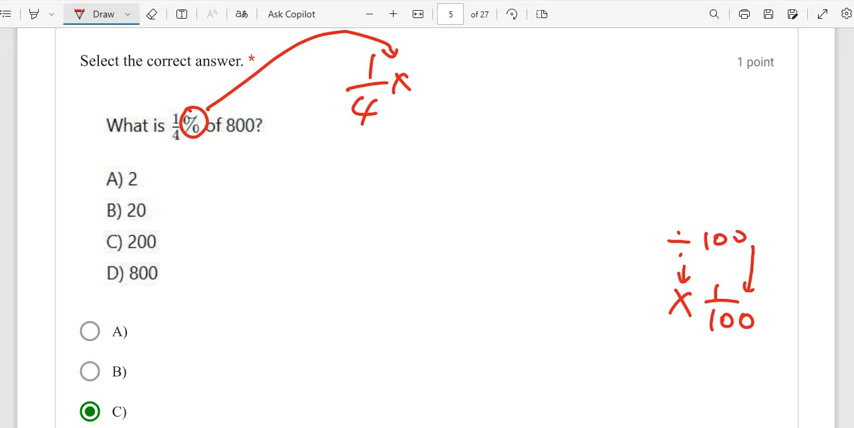 Draw
Ask Copilot
5 of 27
Select the correct answer. *
1 point
1/4 ×
What is 1/4% of 800?
A) 2
B) 20
C) 200
D) 800
÷ 100
× 1/100
A)
B)
C)